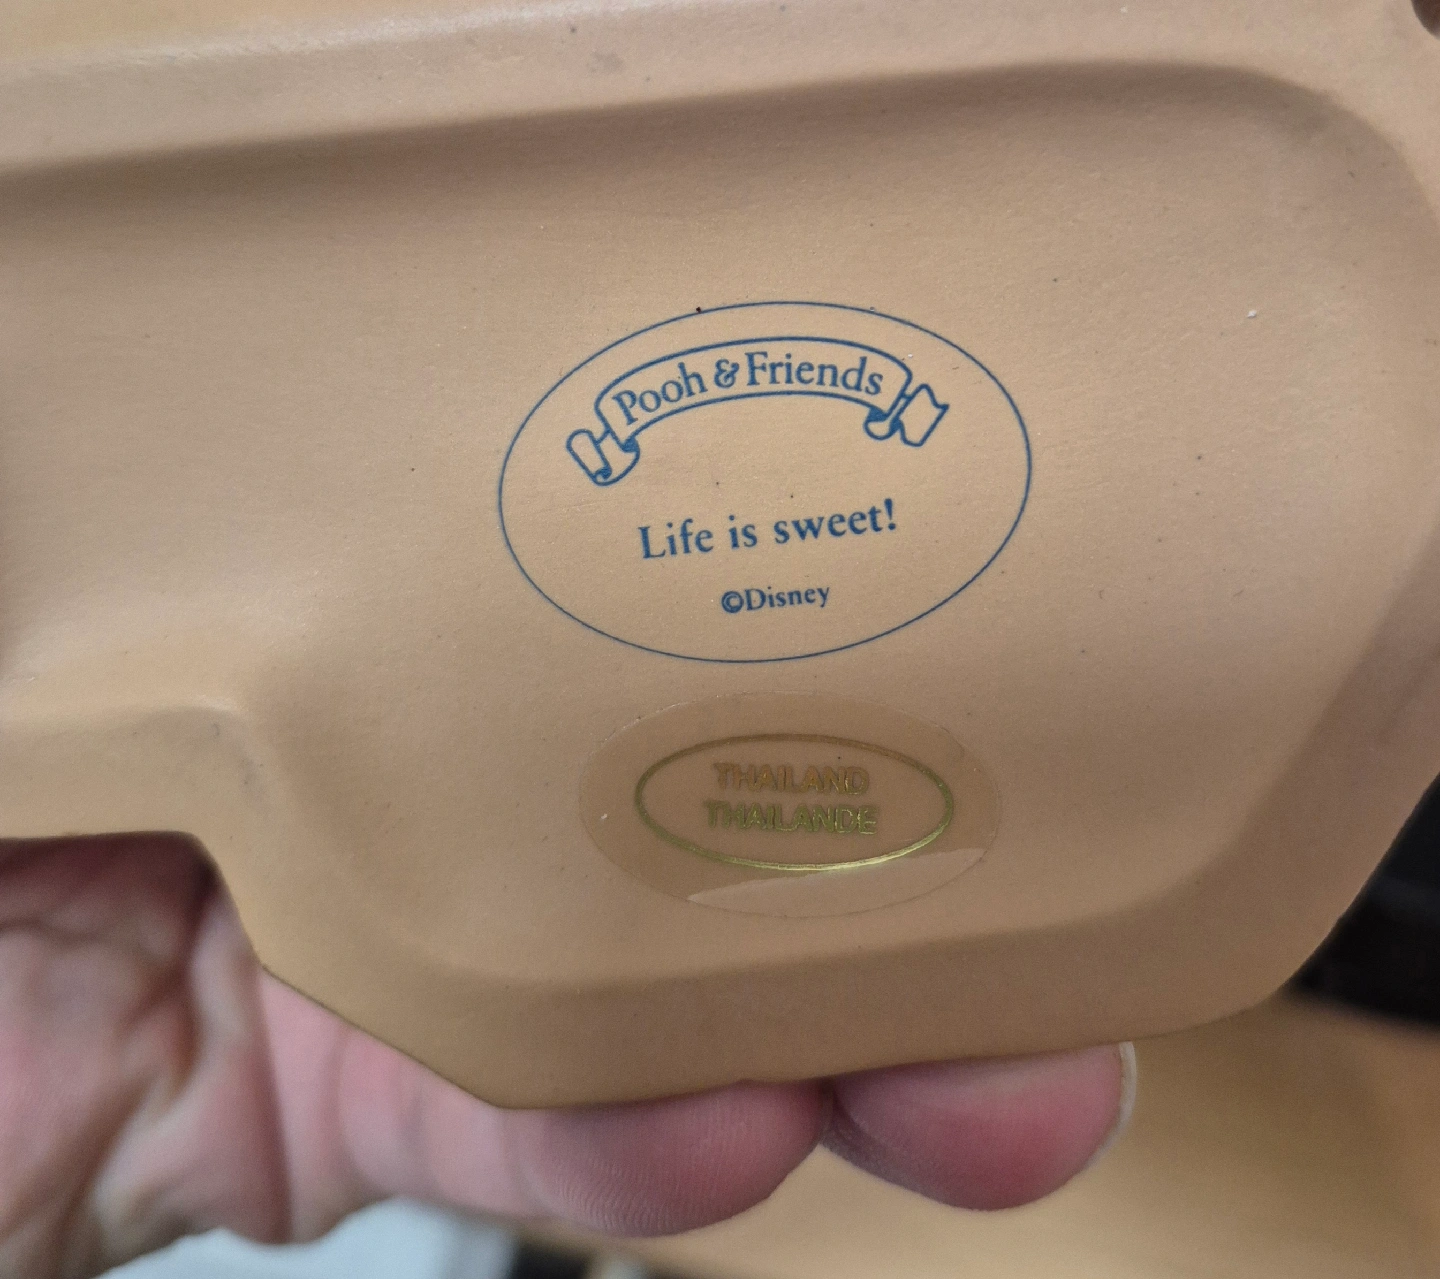 Pooh & Friends
Life is sweet!
©Disney
THAILAND
THAILANDE